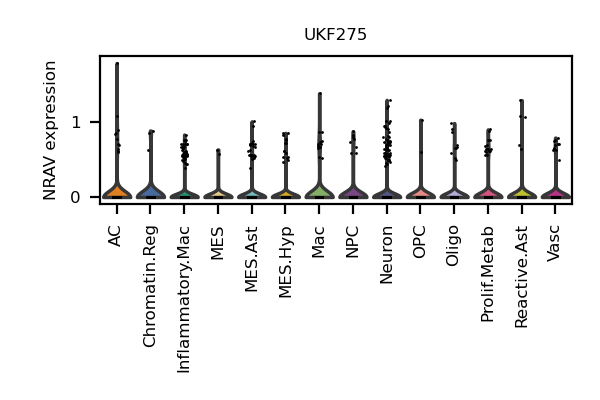 UKF275
NRAV expression
1
0
AC
Chromatin.Reg
Inflammatory.Mac
MES
MES.Ast
MES.Hyp
Mac
NPC
Neuron
OPC
Oligo
Prolif.Metab
Reactive.Ast
Vasc